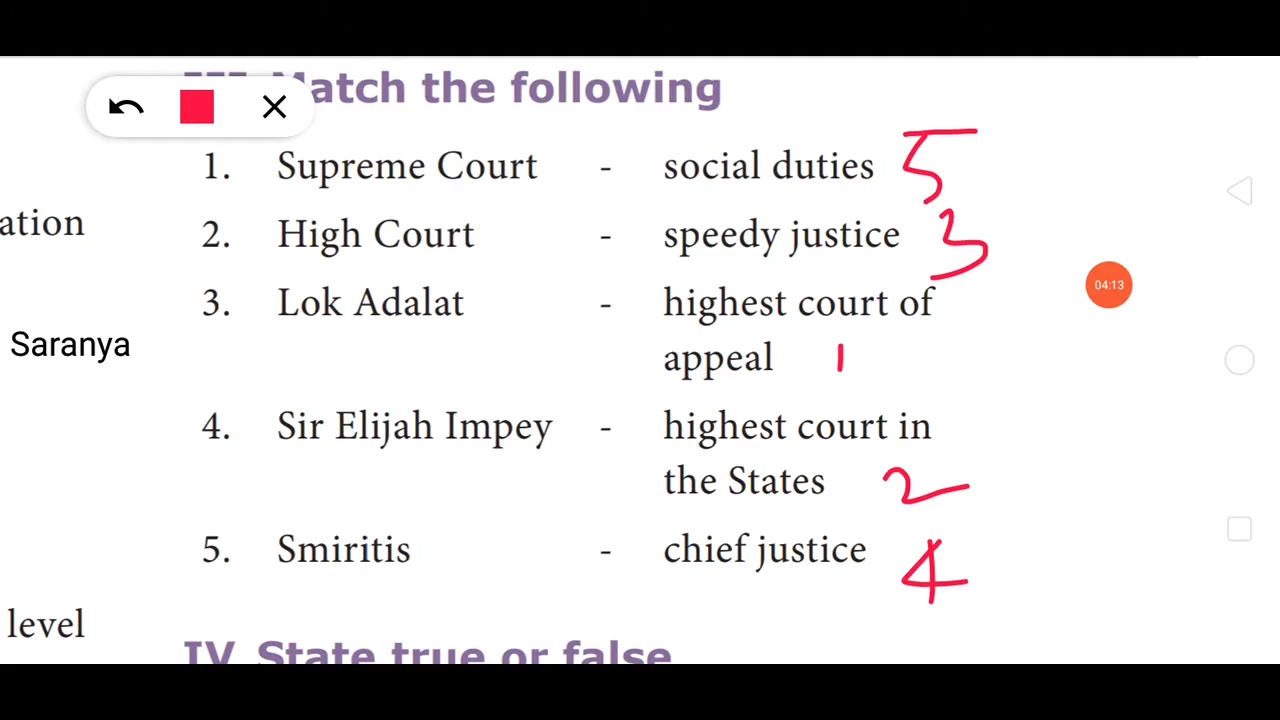 Match the following
1. Supreme Court - social duties 5
ation
2. High Court - speedy justice 3
3. Lok Adalat - highest court of
04:13
Saranya
appeal 1
4. Sir Elijah Impey - highest court in
the States 2
5. Smiritis - chief justice 4
level
IV State true or false